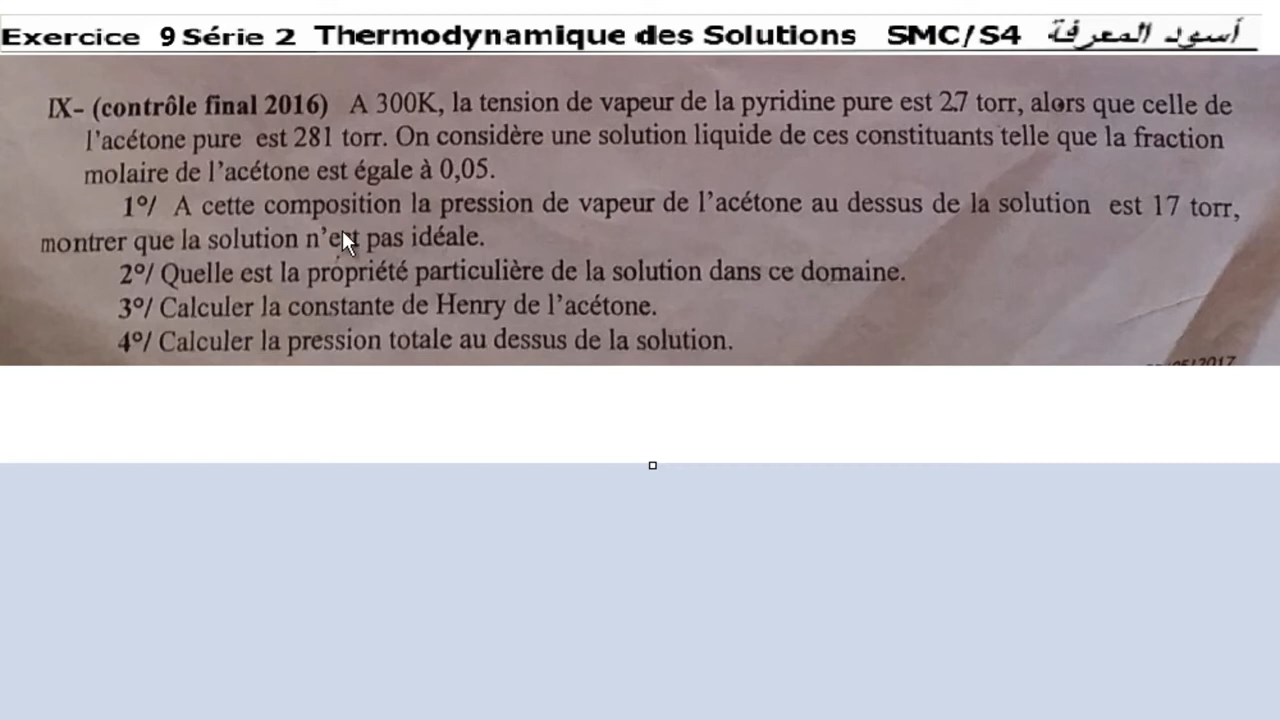 Exercice 9 Série 2 Thermodynamique des Solutions SMC/S4 أسود المعرفة
IX- (contrôle final 2016) A 300K, la tension de vapeur de la pyridine pure est 27 torr, alors que celle de
l'acétone pure est 281 torr. On considère une solution liquide de ces constituants telle que la fraction
molaire de l'acétone est égale à 0,05.
1°/ A cette composition la pression de vapeur de l'acétone au dessus de la solution est 17 torr,
montrer que la solution n'est pas idéale.
2°/ Quelle est la propriété particulière de la solution dans ce domaine.
3°/ Calculer la constante de Henry de l'acétone.
4°/ Calculer la pression totale au dessus de la solution.